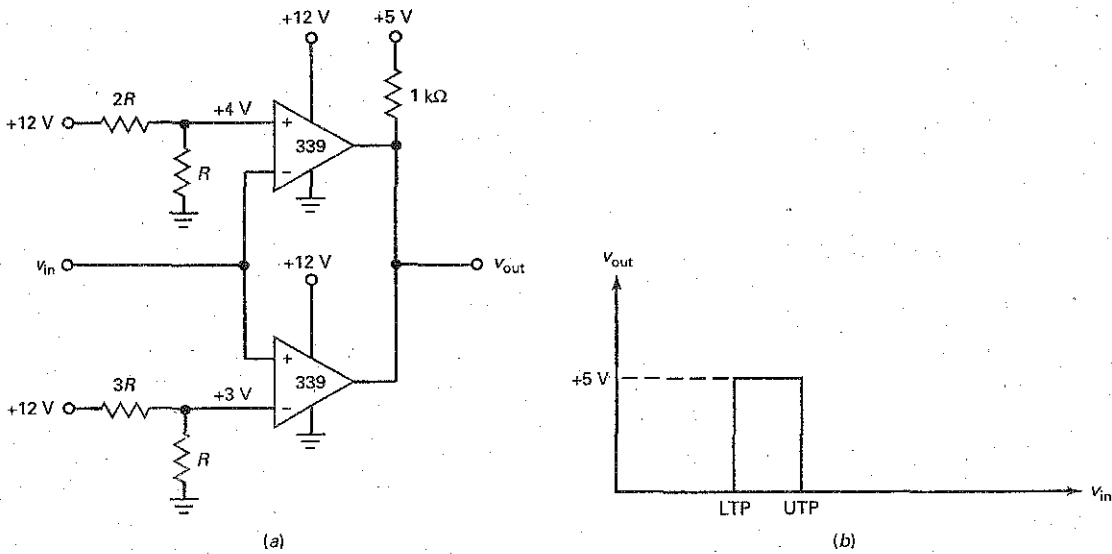 +12 V
+5 V
1 kΩ
2R
+4 V
+12 V
+
339
−
R
v_in
+12 V
v_out
+
339
−
3R
+3 V
+12 V
R
(a)
v_out
+5 V
LTP
UTP
v_in
(b)